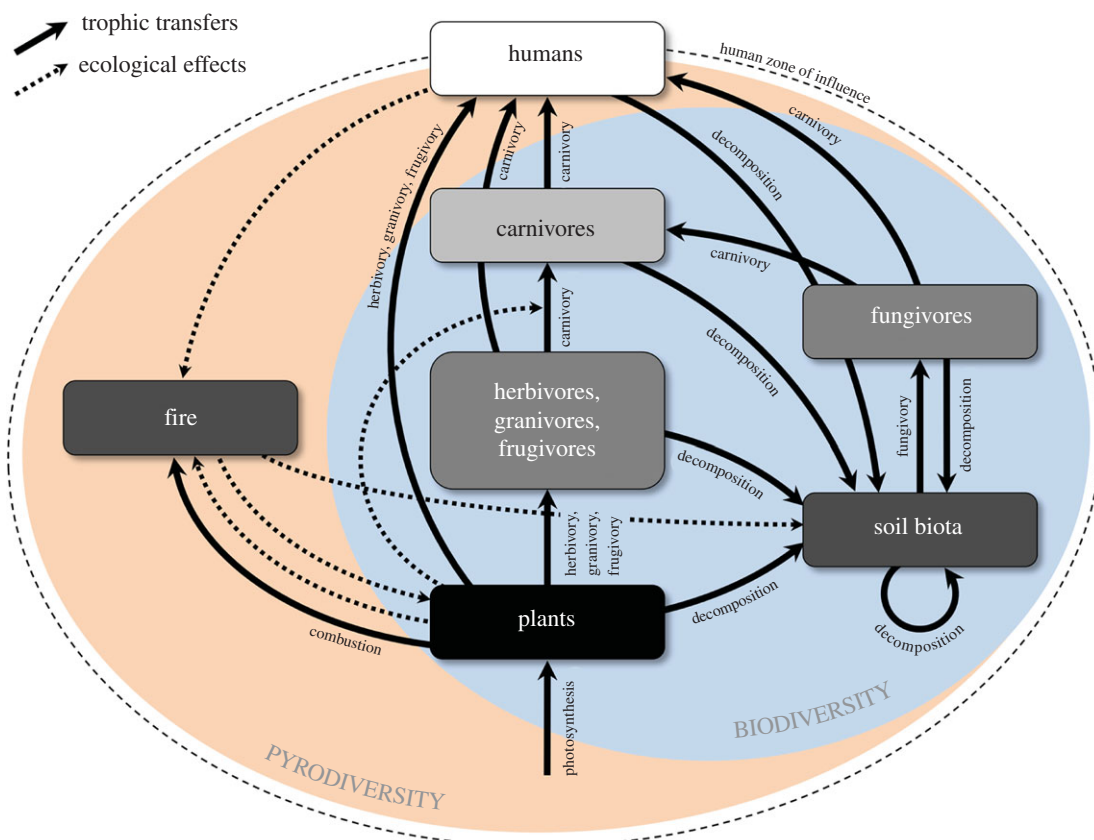 trophic transfers
ecological effects
humans
human zone of influence
herbivory, granivory, frugivory
carnivory
carnivory
decomposition
carnivory
carnivores
carnivory
fungivores
carnivory
decomposition
herbivores,
granivores,
frugivores
fire
fungivory
decomposition
decomposition
herbivory,
granivory,
frugivory
soil biota
plants
decomposition
combustion
decomposition
photosynthesis
BIODIVERSITY
PYRODIVERSITY